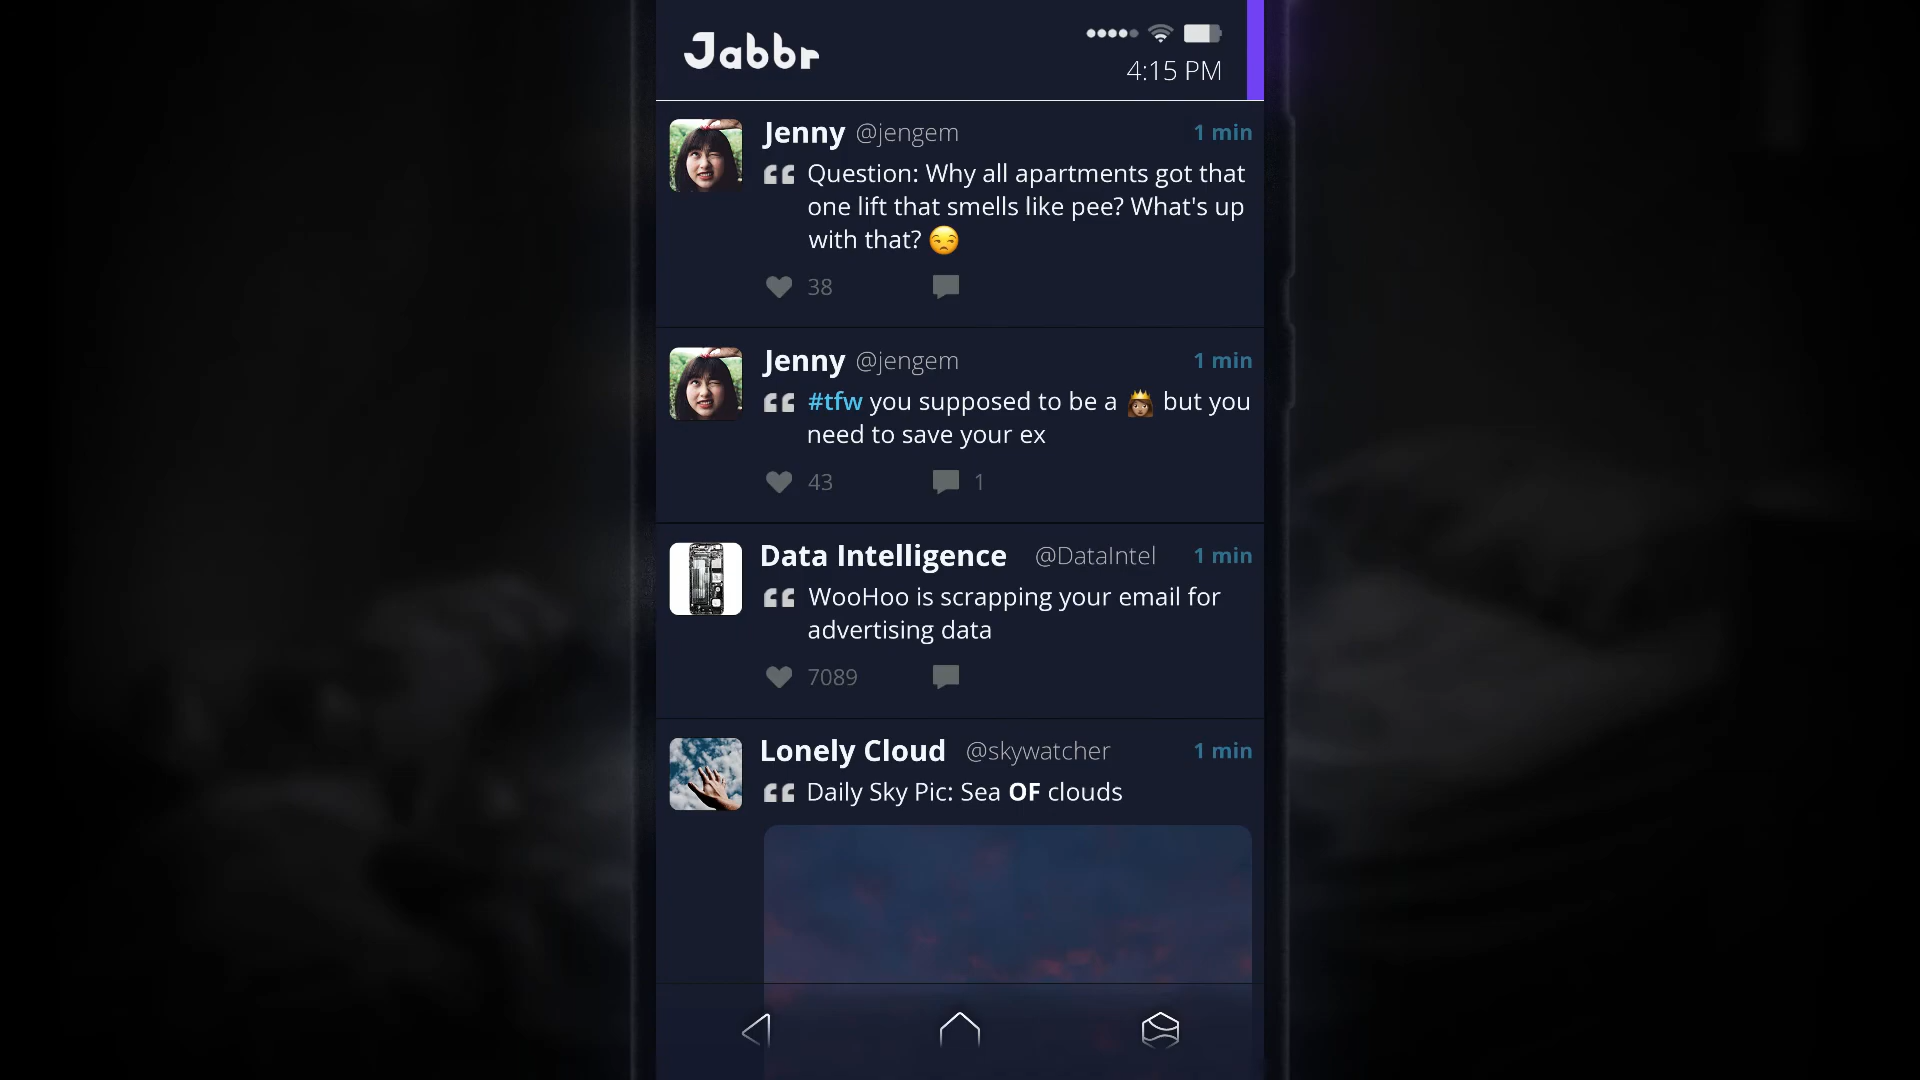 Jabbr
4:15 PM
Jenny @jengem 1 min
Question: Why all apartments got that
one lift that smells like pee? What's up
with that? 😒
38
Jenny @jengem 1 min
#tfw you supposed to be a 👸🏽 but you
need to save your ex
43 1
Data Intelligence @DataIntel 1 min
WooHoo is scrapping your email for
advertising data
7089
Lonely Cloud @skywatcher 1 min
Daily Sky Pic: Sea OF clouds